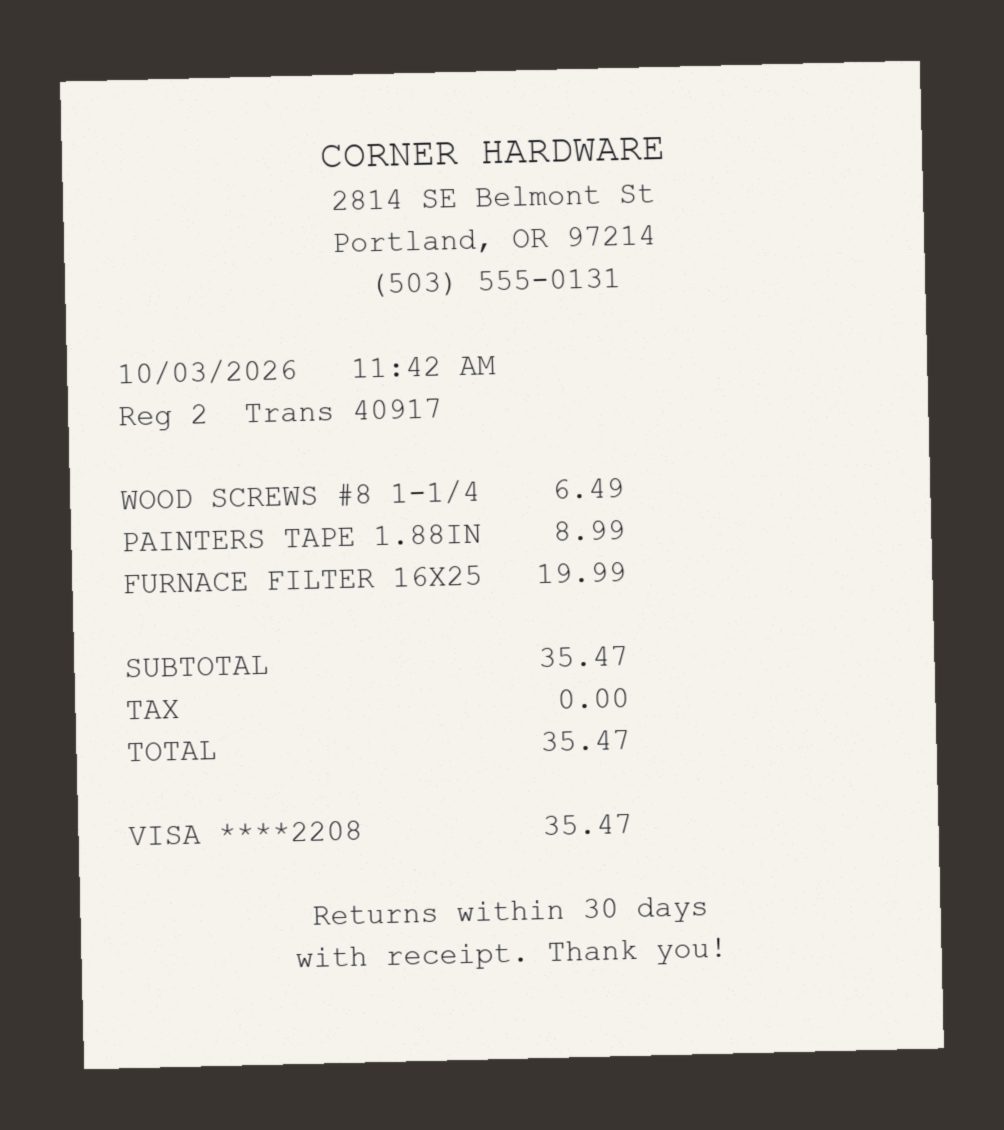 CORNER HARDWARE
2814 SE Belmont St
Portland, OR 97214
(503) 555-0131
10/03/2026   11:42 AM
Reg 2  Trans 40917
WOOD SCREWS #8 1-1/4    6.49
PAINTERS TAPE 1.88IN    8.99
FURNACE FILTER 16X25   19.99
SUBTOTAL               35.47
TAX                     0.00
TOTAL                  35.47
VISA ****2208          35.47
Returns within 30 days
with receipt. Thank you!